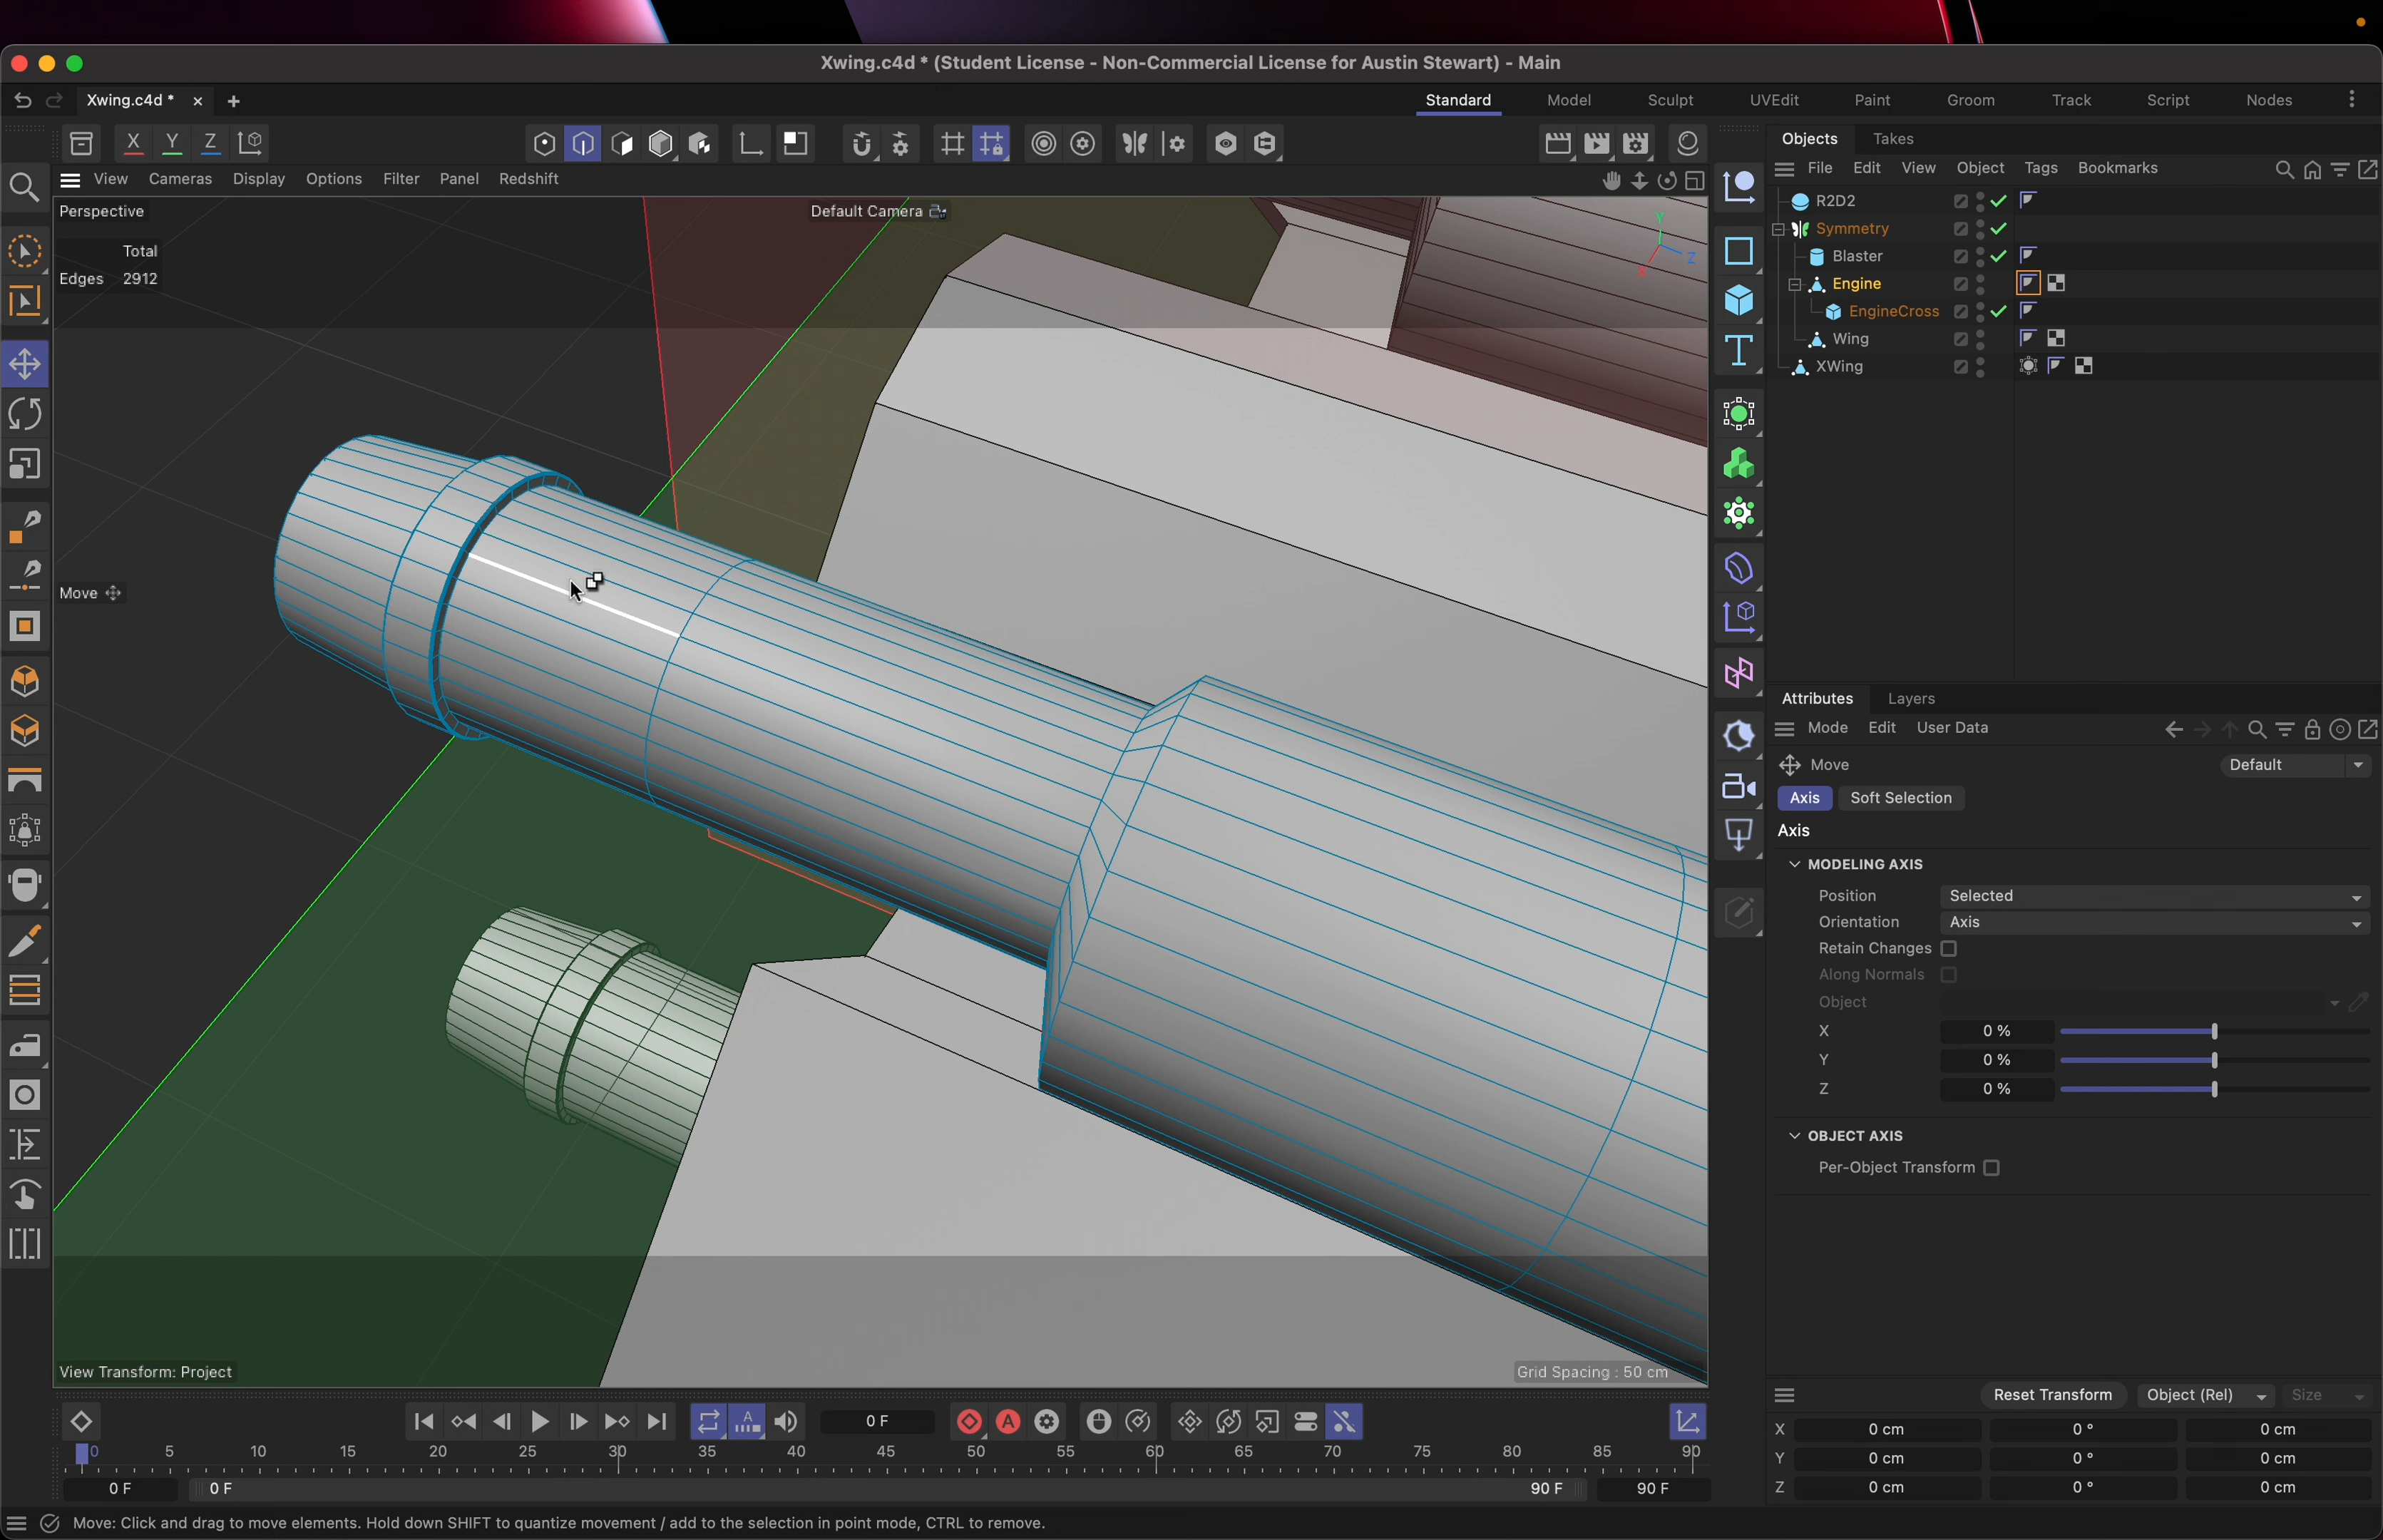 Xwing.c4d * (Student License - Non-Commercial License for Austin Stewart) - Main
Xwing.c4d * × +
Standard Model Sculpt UVEdit Paint Groom Track Script Nodes
X Y Z
Objects Takes
File Edit View Object Tags Bookmarks
View Cameras Display Options Filter Panel Redshift
Perspective
Default Camera
Total
Edges 2912
Y
Z
X
R2D2
Symmetry
Blaster
Engine
EngineCross
Wing
XWing
Move
Attributes Layers
Mode Edit User Data
Move Default
Axis Soft Selection
Axis
MODELING AXIS
Position Selected
Orientation Axis
Retain Changes
Along Normals
Object
X 0 %
Y 0 %
Z 0 %
OBJECT AXIS
Per-Object Transform
View Transform: Project
Grid Spacing : 50 cm
Reset Transform Object (Rel) Size
0 F
0 5 10 15 20 25 30 35 40 45 50 55 60 65 70 75 80 85 90
0 F 0 F 90 F 90 F
X 0 cm 0 ° 0 cm
Y 0 cm 0 ° 0 cm
Z 0 cm 0 ° 0 cm
Move: Click and drag to move elements. Hold down SHIFT to quantize movement / add to the selection in point mode, CTRL to remove.